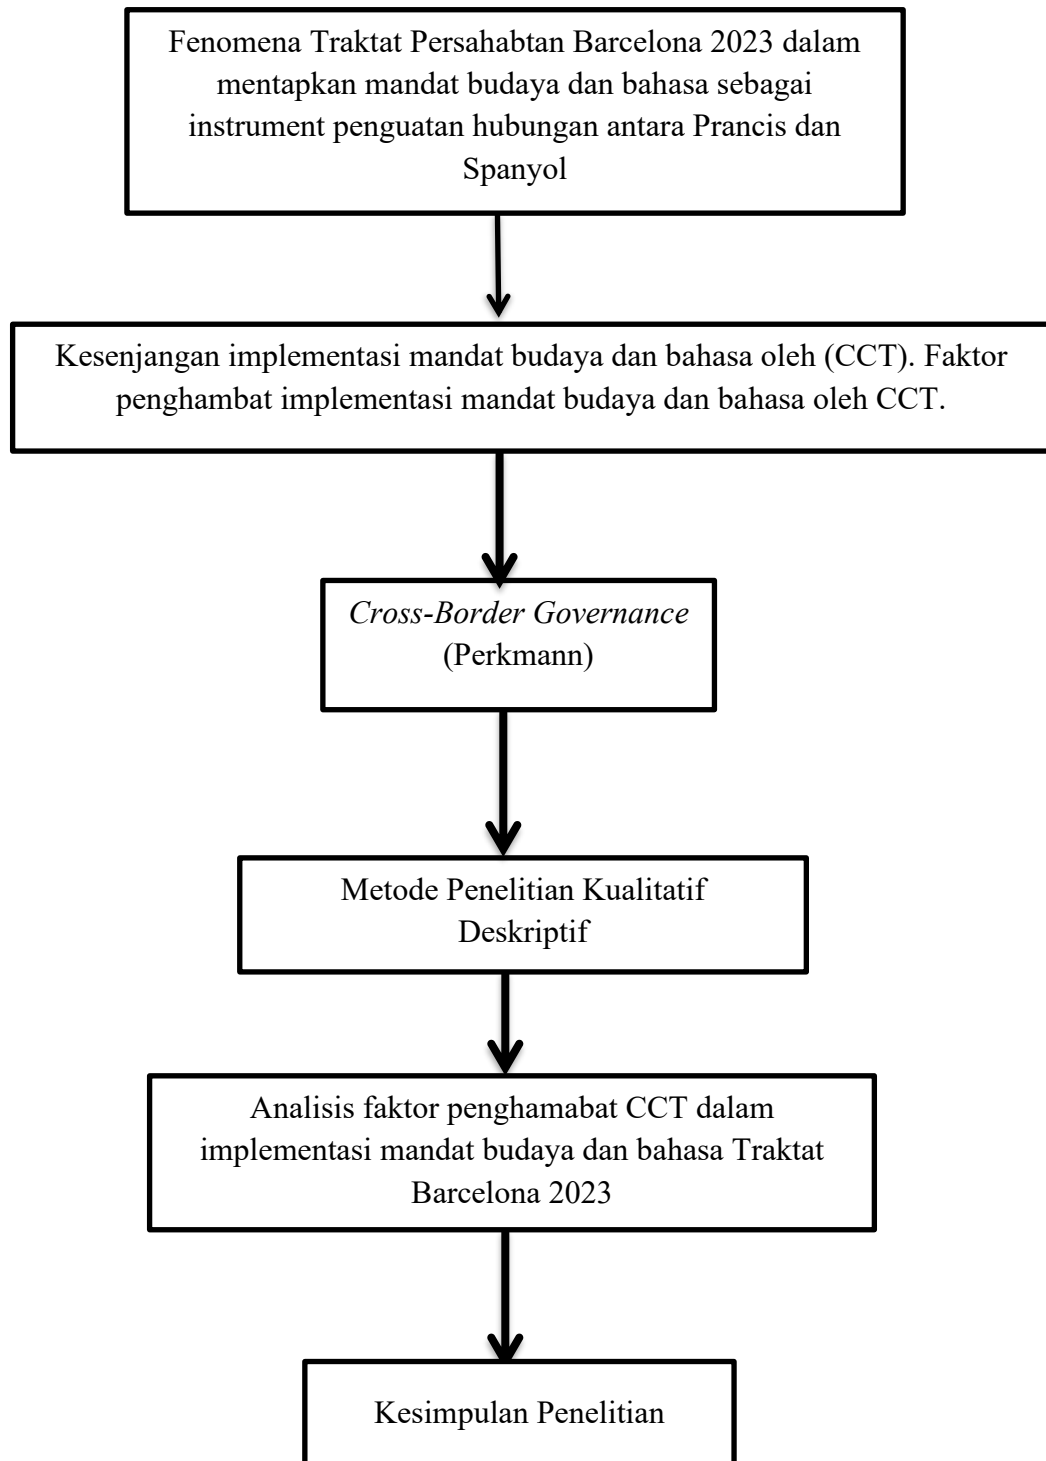 Fenomena Traktat Persahabtan Barcelona 2023 dalam
mentapkan mandat budaya dan bahasa sebagai
instrument penguatan hubungan antara Prancis dan
Spanyol
Kesenjangan implementasi mandat budaya dan bahasa oleh (CCT). Faktor
penghambat implementasi mandat budaya dan bahasa oleh CCT.
Cross-Border Governance
(Perkmann)
Metode Penelitian Kualitatif
Deskriptif
Analisis faktor penghamabat CCT dalam
implementasi mandat budaya dan bahasa Traktat
Barcelona 2023
Kesimpulan Penelitian